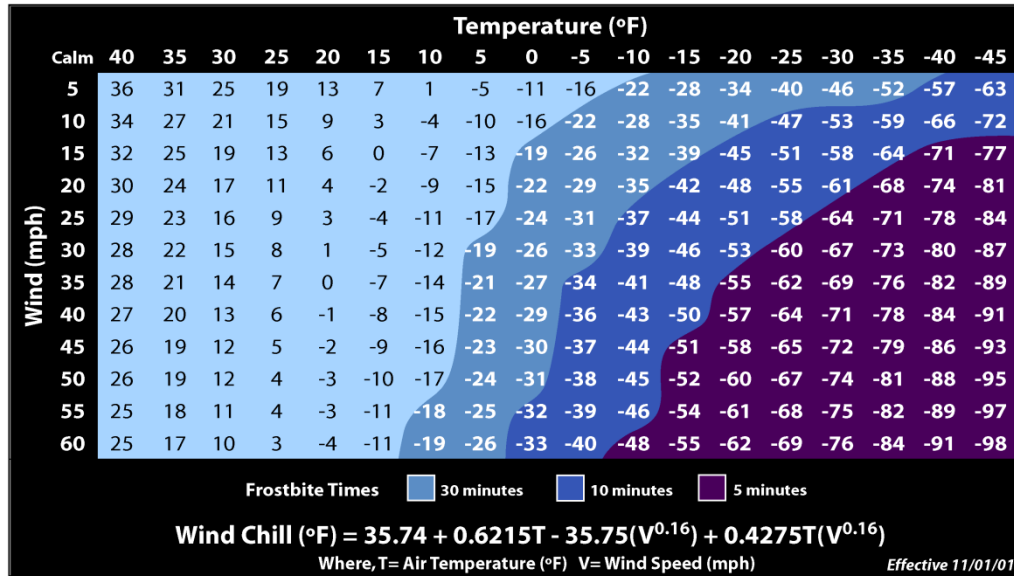 Temperature (ºF)
Calm 40 35 30 25 20 15 10 5 0 -5 -10 -15 -20 -25 -30 -35 -40 -45
5 36 31 25 19 13 7 1 -5 -11 -16 -22 -28 -34 -40 -46 -52 -57 -63
10 34 27 21 15 9 3 -4 -10 -16 -22 -28 -35 -41 -47 -53 -59 -66 -72
15 32 25 19 13 6 0 -7 -13 -19 -26 -32 -39 -45 -51 -58 -64 -71 -77
20 30 24 17 11 4 -2 -9 -15 -22 -29 -35 -42 -48 -55 -61 -68 -74 -81
25 29 23 16 9 3 -4 -11 -17 -24 -31 -37 -44 -51 -58 -64 -71 -78 -84
30 28 22 15 8 1 -5 -12 -19 -26 -33 -39 -46 -53 -60 -67 -73 -80 -87
35 28 21 14 7 0 -7 -14 -21 -27 -34 -41 -48 -55 -62 -69 -76 -82 -89
40 27 20 13 6 -1 -8 -15 -22 -29 -36 -43 -50 -57 -64 -71 -78 -84 -91
45 26 19 12 5 -2 -9 -16 -23 -30 -37 -44 -51 -58 -65 -72 -79 -86 -93
50 26 19 12 4 -3 -10 -17 -24 -31 -38 -45 -52 -60 -67 -74 -81 -88 -95
55 25 18 11 4 -3 -11 -18 -25 -32 -39 -46 -54 -61 -68 -75 -82 -89 -97
60 25 17 10 3 -4 -11 -19 -26 -33 -40 -48 -55 -62 -69 -76 -84 -91 -98
Wind (mph)
Frostbite Times 30 minutes 10 minutes 5 minutes
Wind Chill (ºF) = 35.74 + 0.6215T - 35.75(V^0.16) + 0.4275T(V^0.16)
Where, T= Air Temperature (ºF) V= Wind Speed (mph)
Effective 11/01/01